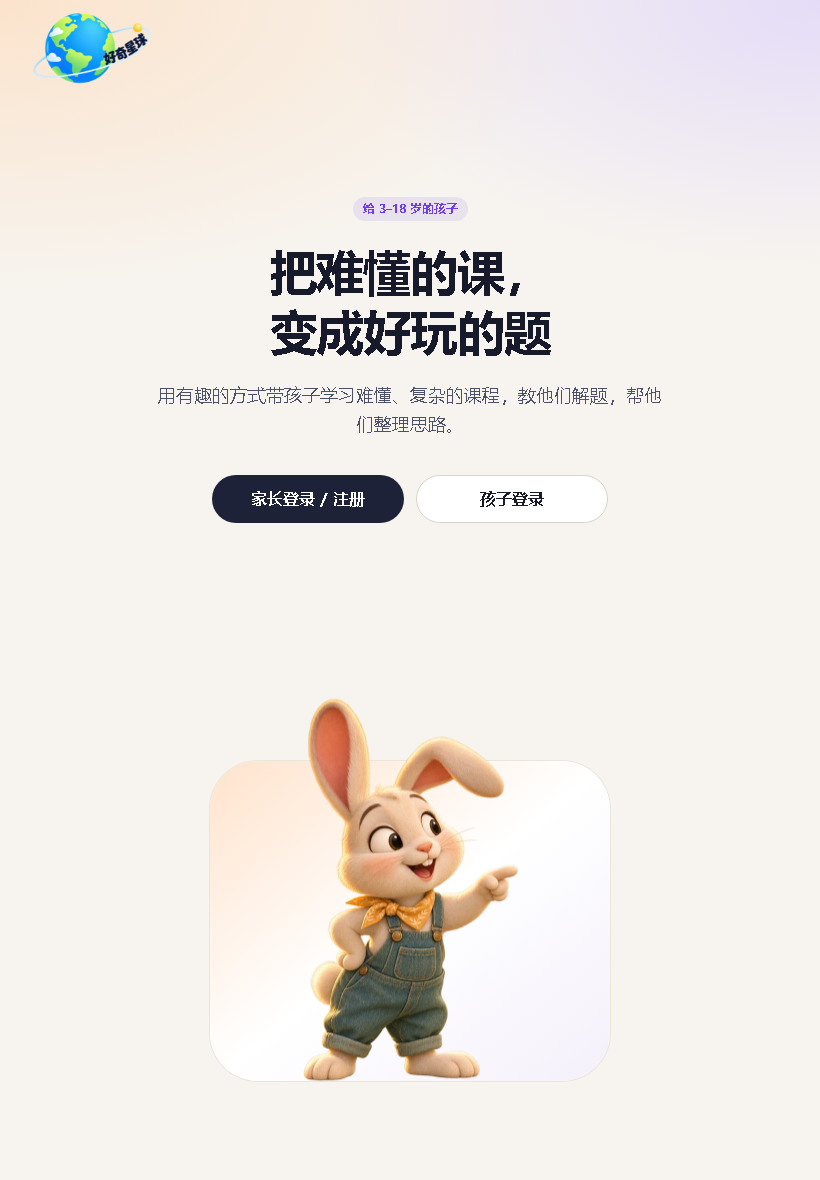 好奇星球
给 3–18 岁的孩子
把难懂的课，
变成好玩的题
用有趣的方式带孩子学习难懂、复杂的课程，教他们解题，帮他
们整理思路。
家长登录 / 注册
孩子登录